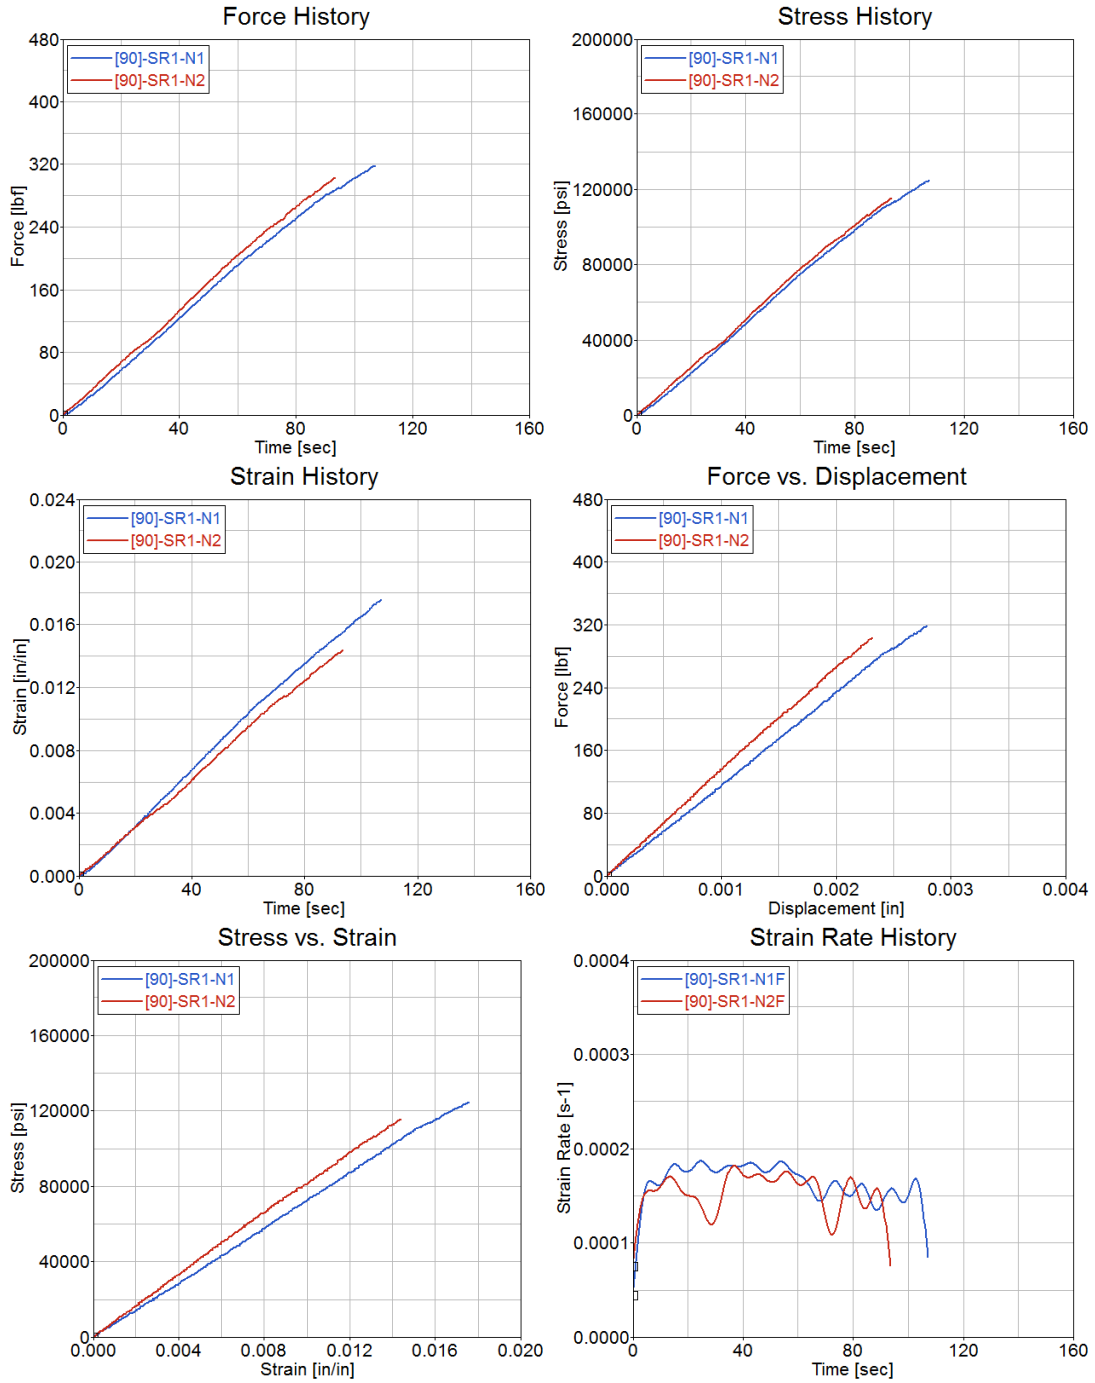 Force History
[90]-SR1-N1
[90]-SR1-N2
480
400
320
240
160
80
0
Force [lbf]
0 40 80 120 160
Time [sec]
Stress History
[90]-SR1-N1
[90]-SR1-N2
200000
160000
120000
80000
40000
0
Stress [psi]
0 40 80 120 160
Time [sec]
Strain History
[90]-SR1-N1
[90]-SR1-N2
0.024
0.020
0.016
0.012
0.008
0.004
0.000
Strain [in/in]
0 40 80 120 160
Time [sec]
Force vs. Displacement
[90]-SR1-N1
[90]-SR1-N2
480
400
320
240
160
80
0
Force [lbf]
0.000 0.001 0.002 0.003 0.004
Displacement [in]
Stress vs. Strain
[90]-SR1-N1
[90]-SR1-N2
200000
160000
120000
80000
40000
0
Stress [psi]
0.000 0.004 0.008 0.012 0.016 0.020
Strain [in/in]
Strain Rate History
[90]-SR1-N1F
[90]-SR1-N2F
0.0004
0.0003
0.0002
0.0001
0.0000
Strain Rate [s-1]
0 40 80 120 160
Time [sec]